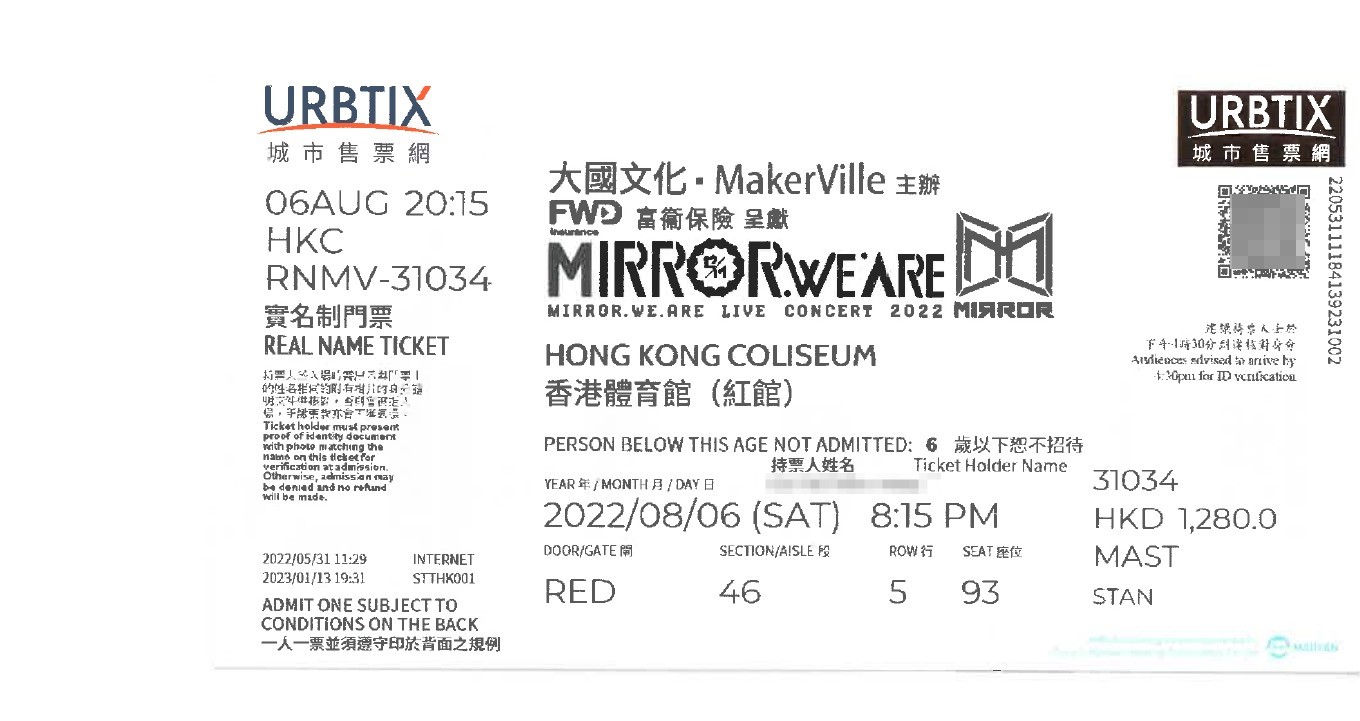 URBTIX
城市售票網
06AUG 20:15
HKC
RNMV-31034
實名制門票
REAL NAME TICKET
Ticket holder must present
proof of identity document
with photo matching the
name on this ticket for
verification at admission.
Otherwise, admission may
be denied and no refund
will be made.
2022/05/31 11:29 INTERNET
2023/01/13 19:31 STTHK001
ADMIT ONE SUBJECT TO
CONDITIONS ON THE BACK
一人一票並須遵守印於背面之規例
大國文化·MakerVille 主辦
FWD 富衛保險 呈獻
insurance
MIRROR.WE.ARE
MIRROR.WE.ARE LIVE CONCERT 2022 MIRROR
HONG KONG COLISEUM
香港體育館（紅館）
PERSON BELOW THIS AGE NOT ADMITTED: 6 歲以下恕不招待
持票人姓名 Ticket Holder Name
YEAR 年 / MONTH 月 / DAY 日
2022/08/06 (SAT) 8:15 PM
DOOR/GATE 閘 SECTION/AISLE 段 ROW 行 SEAT 座位
RED 46 5 93
31034
HKD 1,280.0
MAST
STAN
URBTIX
城市售票網
22053111184139231002
建議持票人士於
下午4時30分到達核對身份
Audiences advised to arrive by
4:30pm for ID verification